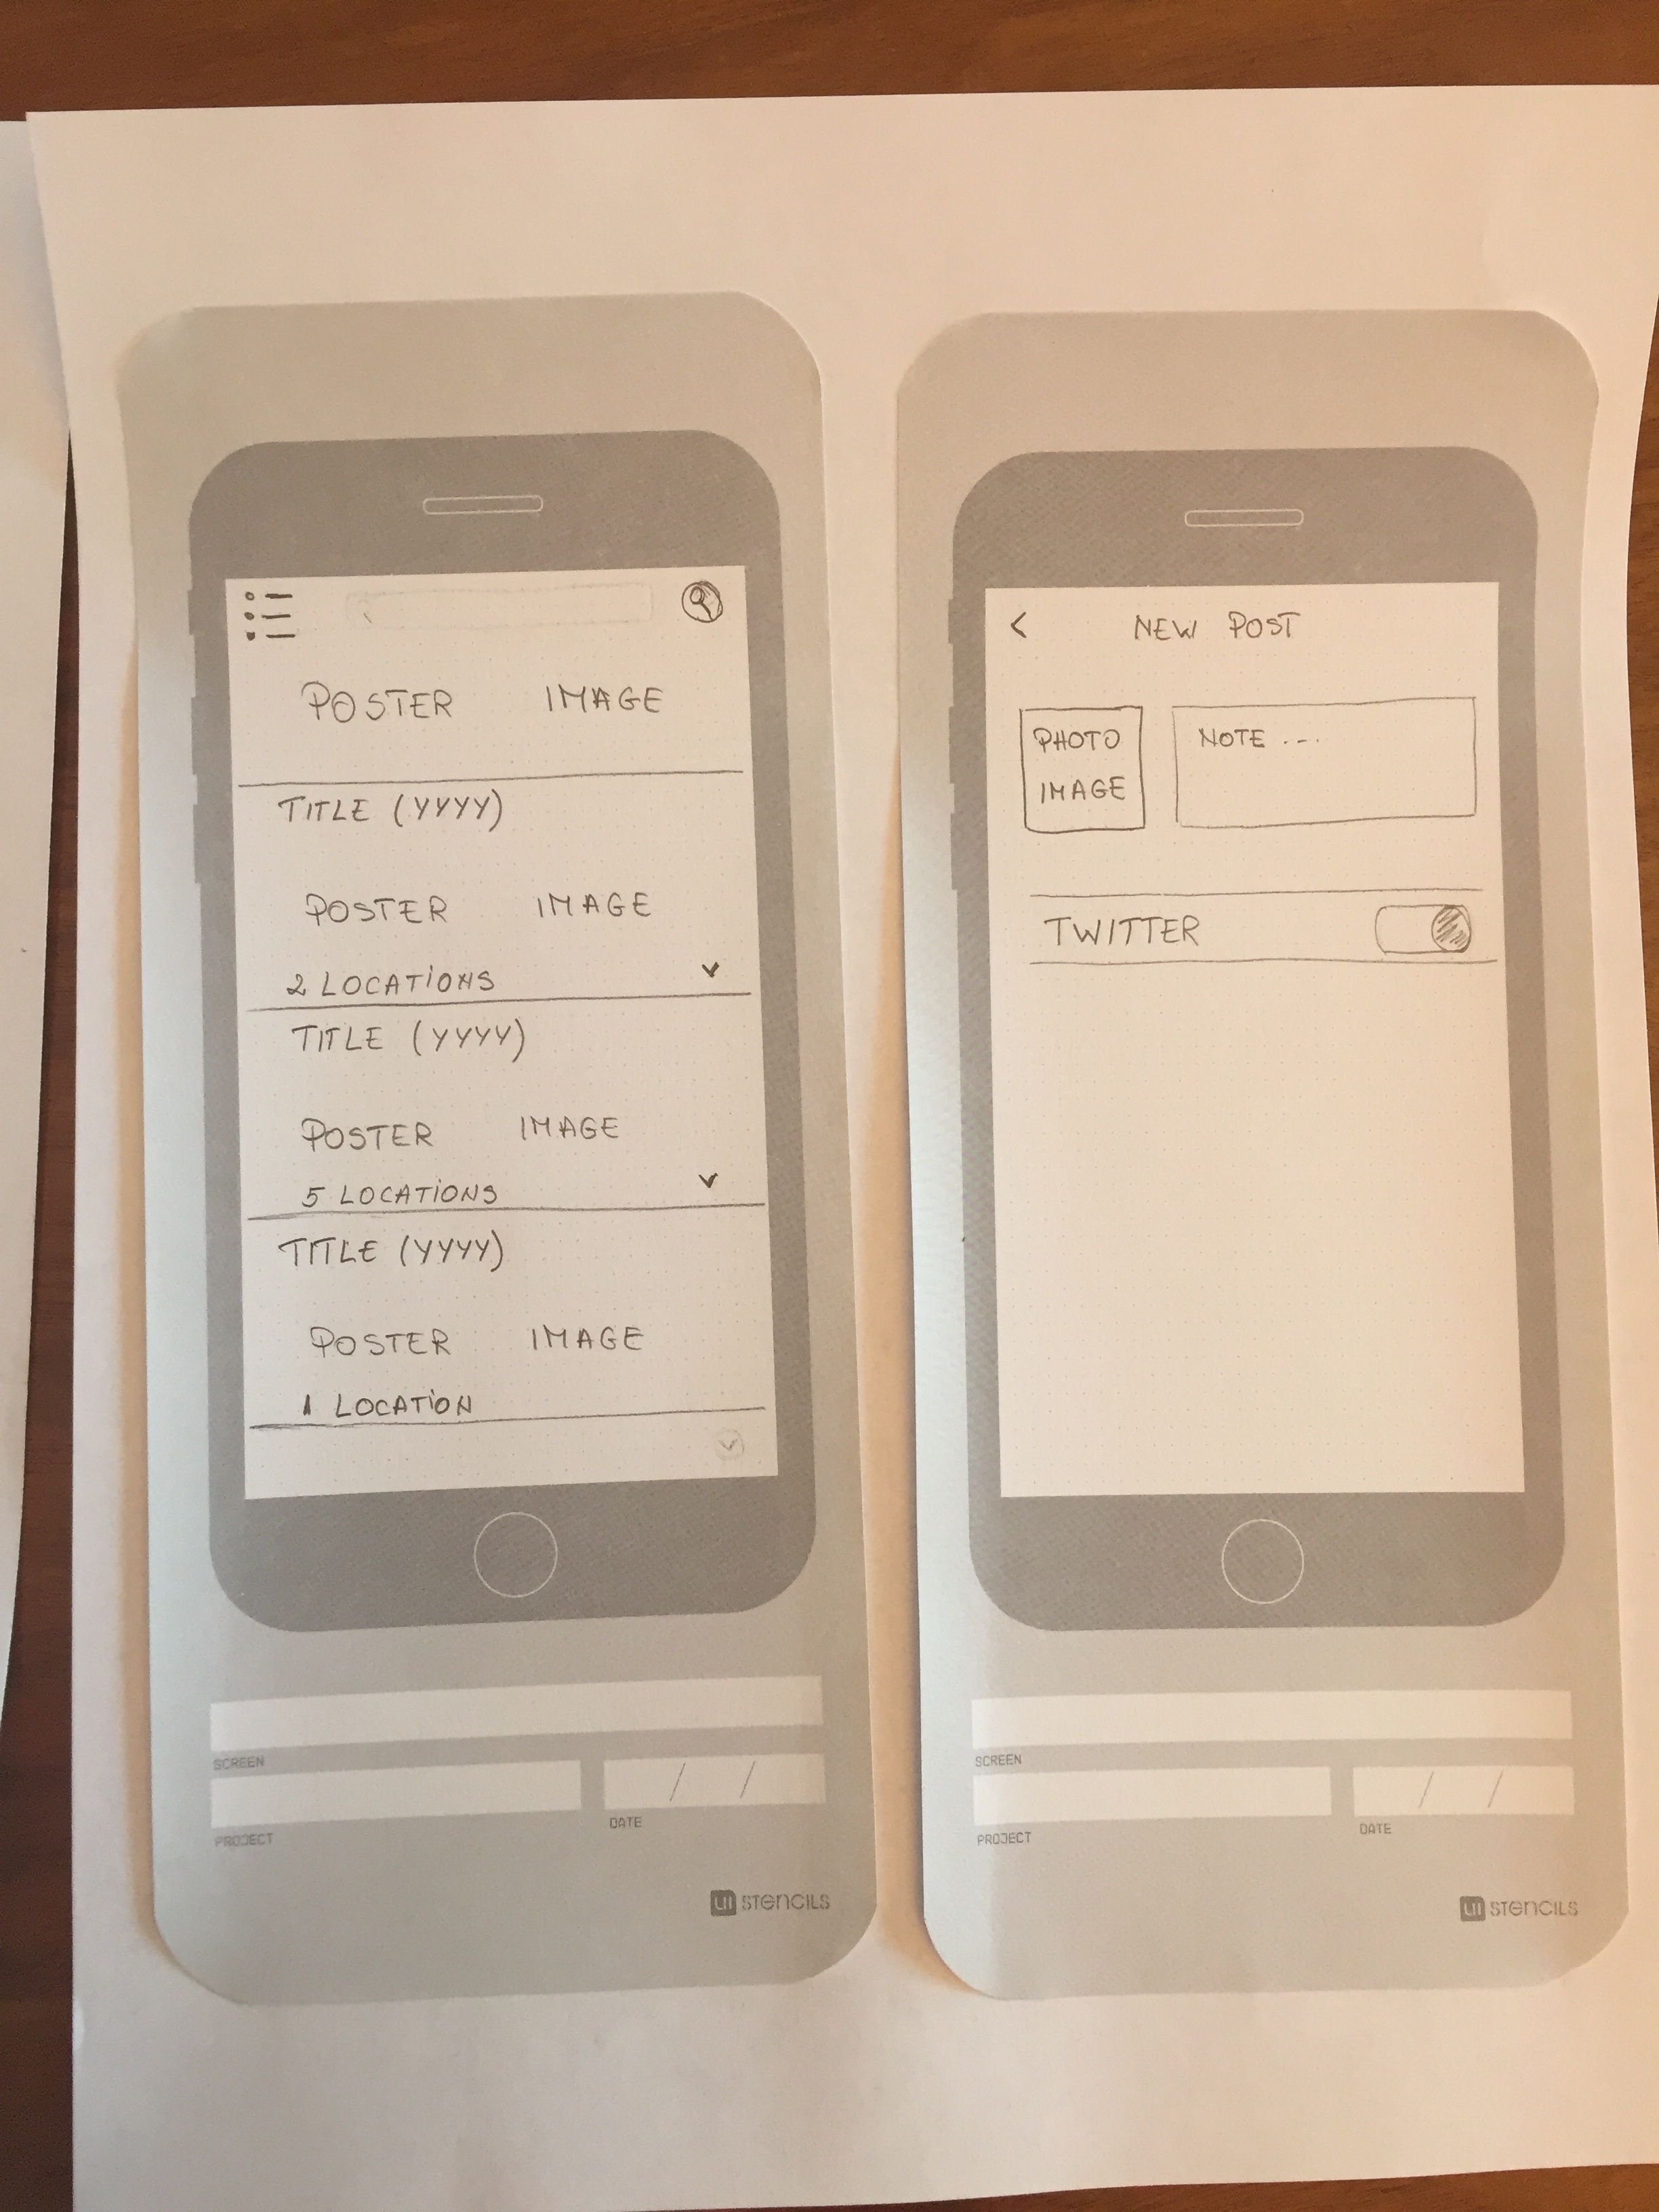 POSTER IMAGE
TITLE (YYYY)
POSTER IMAGE
2 LOCATIONS
TITLE (YYYY)
POSTER IMAGE
5 LOCATIONS
TITLE (YYYY)
POSTER IMAGE
1 LOCATION
SCREEN
PROJECT
/ /
DATE
UI STENCILS
< NEW POST
PHOTO
IMAGE
NOTE ...
TWITTER
SCREEN
PROJECT
/ /
DATE
UI STENCILS